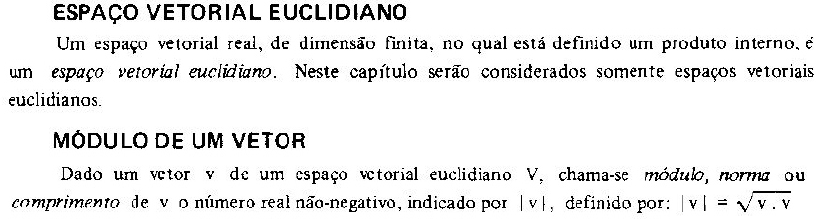 ESPAÇO VETORIAL EUCLIDIANO
Um espaço vetorial real, de dimensão finita, no qual está definido um produto interno, é
um espaço vetorial euclidiano. Neste capítulo serão considerados somente espaços vetoriais
euclidianos.
MÓDULO DE UM VETOR
Dado um vetor v de um espaço vetorial euclidiano V, chama-se módulo, norma ou
comprimento de v o número real não-negativo, indicado por |v|, definido por: |v| = √v . v